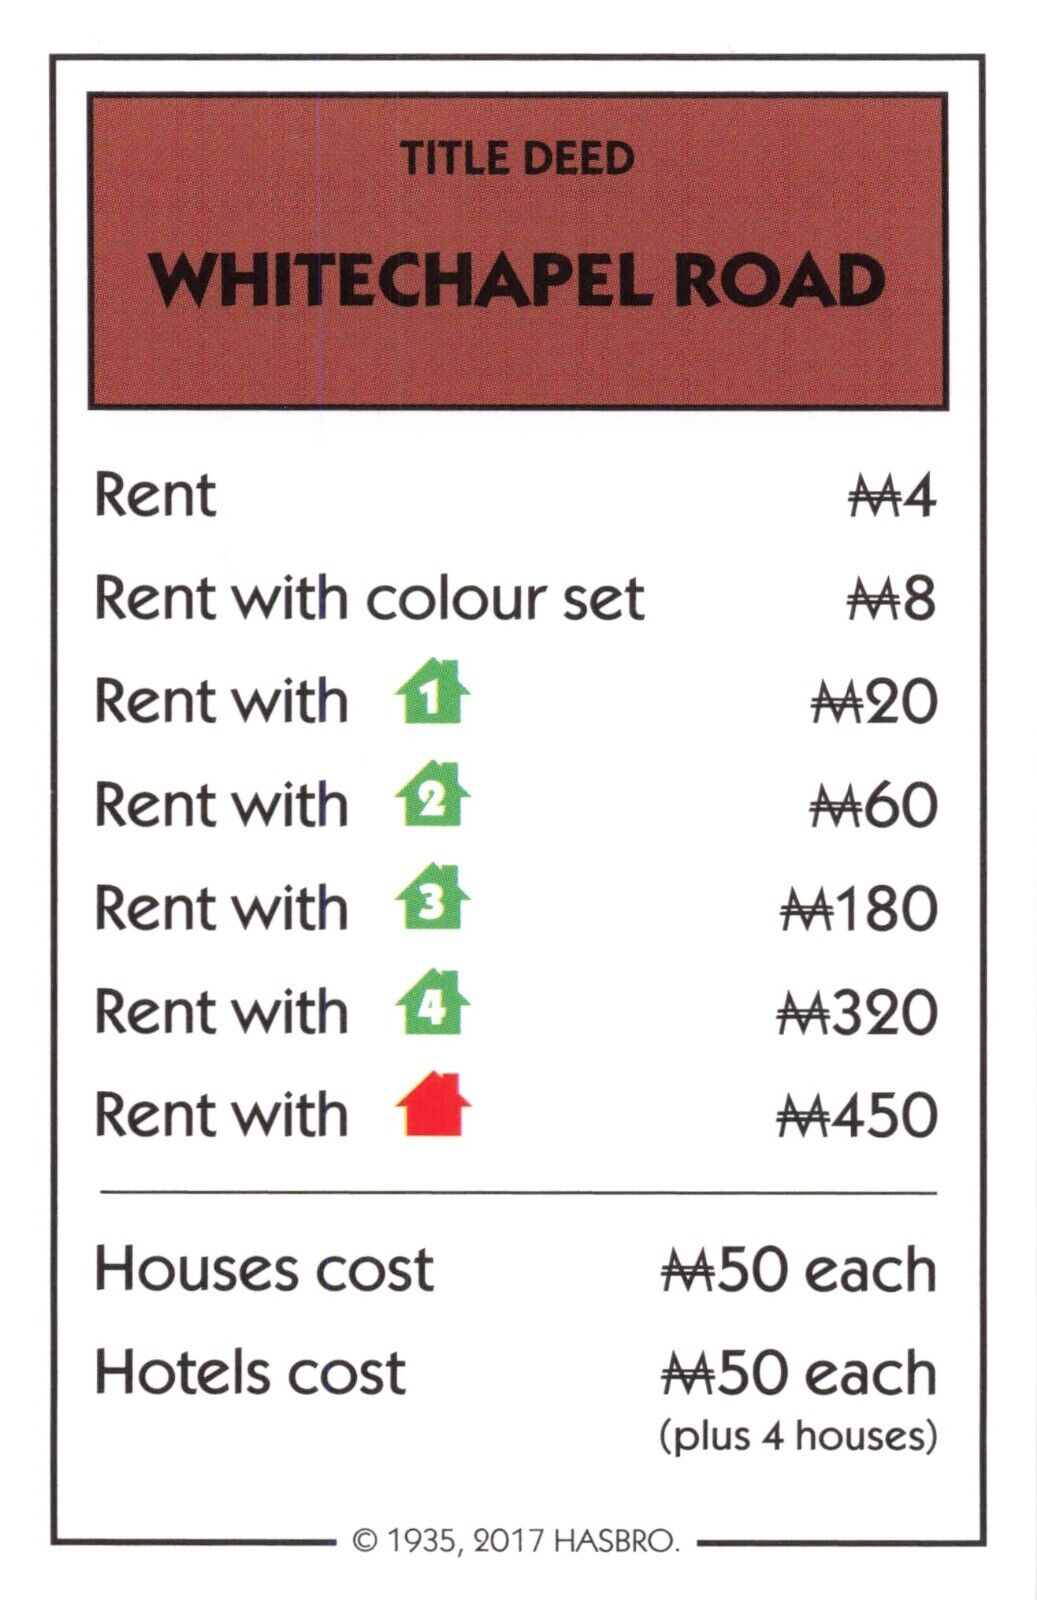 TITLE DEED
WHITECHAPEL ROAD
Rent ₩4
Rent with colour set ₩8
Rent with 1 ₩20
Rent with 2 ₩60
Rent with 3 ₩180
Rent with 4 ₩320
Rent with ₩450
Houses cost ₩50 each
Hotels cost ₩50 each
(plus 4 houses)
© 1935, 2017 HASBRO.